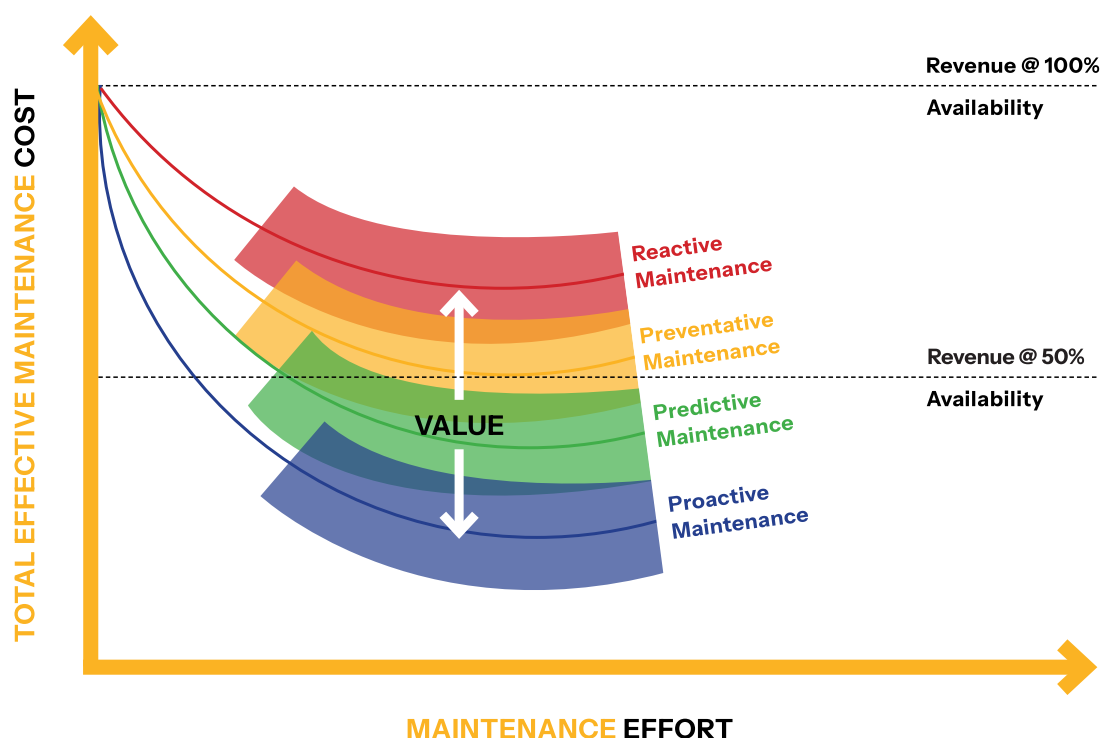 Revenue @ 100%
Availability
TOTAL EFFECTIVE MAINTENANCE COST
Reactive
Maintenance
Preventative
Maintenance
Revenue @ 50%
Availability
Predictive
Maintenance
VALUE
Proactive
Maintenance
MAINTENANCE EFFORT